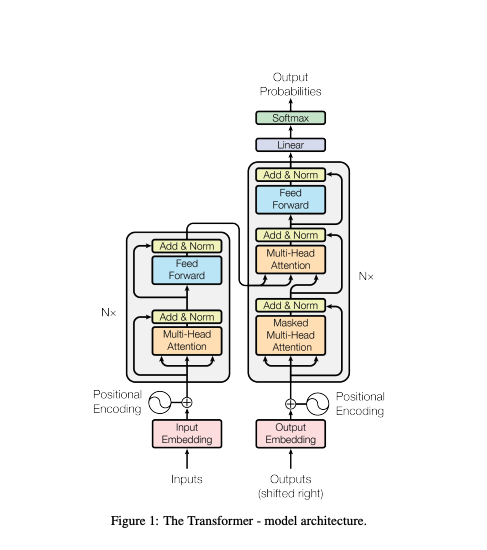 Output
Probabilities
Softmax
Linear
Add & Norm
Feed
Forward
Add & Norm
Multi-Head
Attention
Add & Norm
Masked
Multi-Head
Attention
Nx
Add & Norm
Feed
Forward
Add & Norm
Multi-Head
Attention
Nx
Positional
Encoding
Positional
Encoding
Input
Embedding
Output
Embedding
Inputs
Outputs
(shifted right)
Figure 1: The Transformer - model architecture.